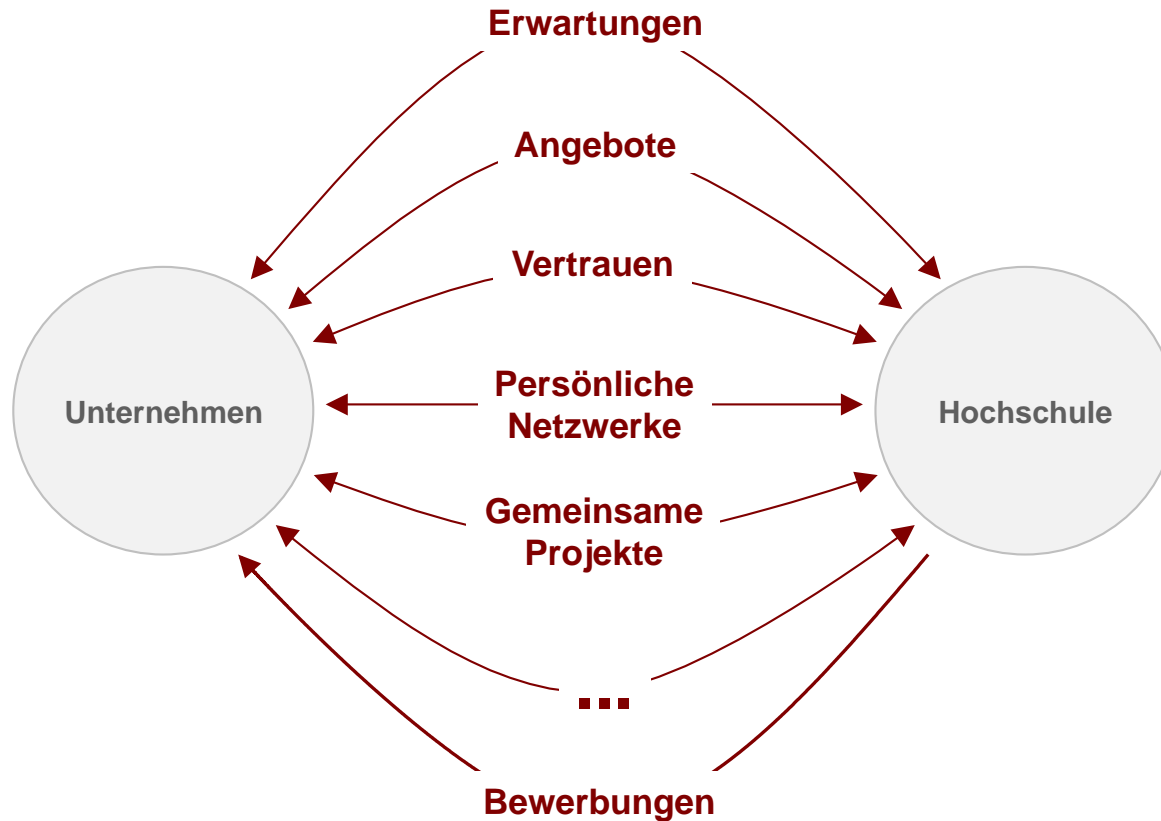 Erwartungen
Angebote
Vertrauen
Persönliche
Netzwerke
Unternehmen
Hochschule
Gemeinsame
Projekte
...
Bewerbungen